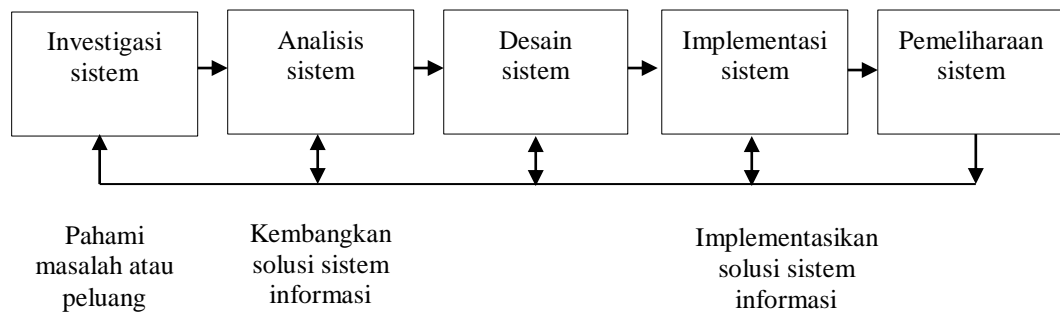 Investigasi
sistem
Analisis
sistem
Desain
sistem
Implementasi
sistem
Pemeliharaan
sistem
Pahami
masalah atau
peluang
Kembangkan
solusi sistem
informasi
Implementasikan
solusi sistem
informasi